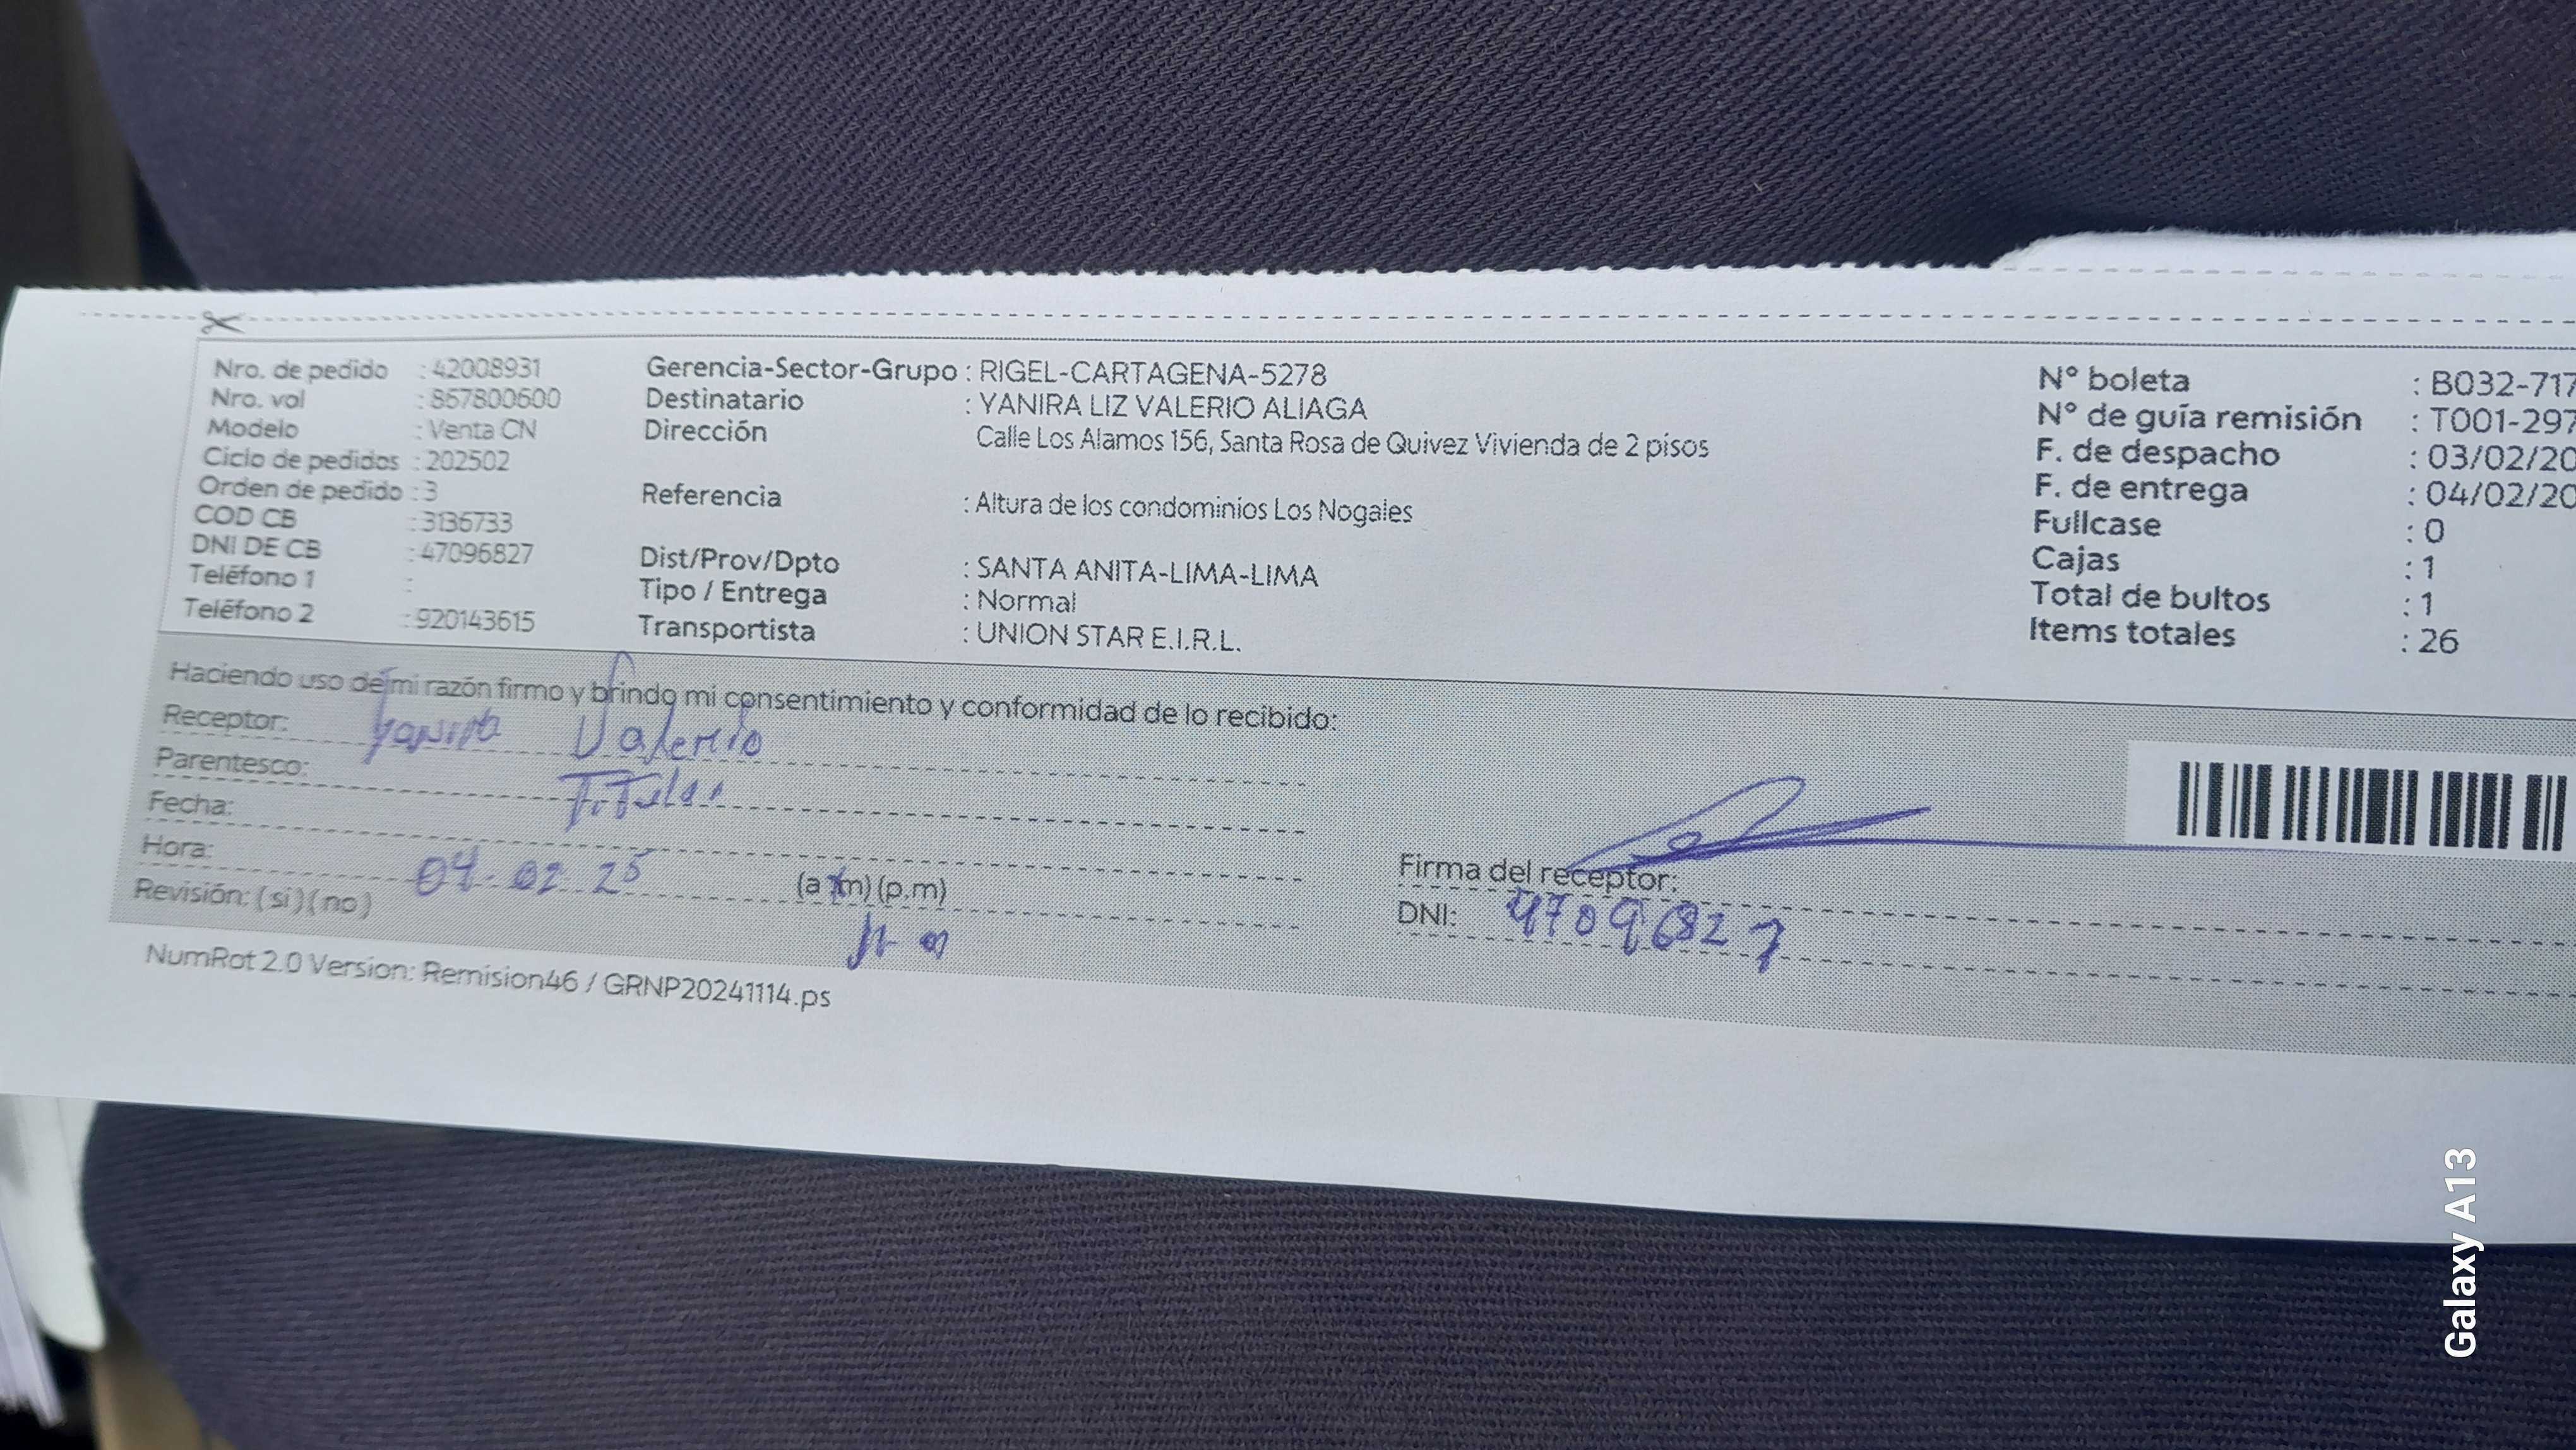 Nro. de pedido : 42008931
Nro. vol : 867800600
Modelo : Venta CN
Ciclo de pedidos : 202502
Orden de pedido : 3
COD CB : 3136733
DNI DE CB : 47096827
Teléfono 1 :
Teléfono 2 : 920143615
Gerencia-Sector-Grupo : RIGEL-CARTAGENA-5278
Destinatario : YANIRA LIZ VALERIO ALIAGA
Dirección Calle Los Alamos 156, Santa Rosa de Quivez Vivienda de 2 pisos
Referencia : Altura de los condominios Los Nogales
Dist/Prov/Dpto : SANTA ANITA-LIMA-LIMA
Tipo / Entrega : Normal
Transportista : UNION STAR E.I.R.L.
N° boleta : B032-717
N° de guía remisión : T001-297
F. de despacho : 03/02/20
F. de entrega : 04/02/20
Fullcase : 0
Cajas : 1
Total de bultos : 1
Items totales : 26
Haciendo uso de mi razón firmo y brindo mi consentimiento y conformidad de lo recibido:
Receptor: Yanira Valerio
Parentesco: Titular
Fecha: 04-02 25
Hora: (a.m) (p.m)
Revisión: (si) (no)
Firma del receptor:
DNI: 47096827
NumRot 2.0 Version: Remision46 / GRNP20241114.ps
Galaxy A13